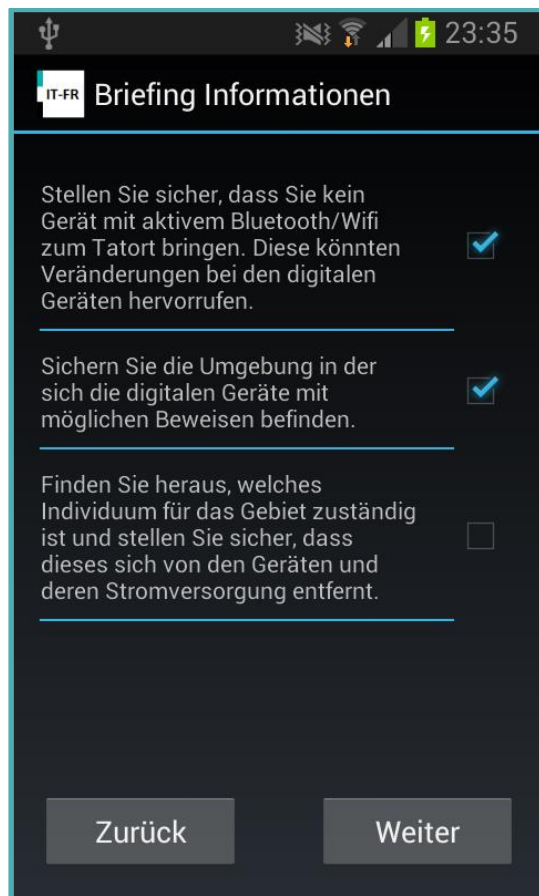 23:35
IT-FR Briefing Informationen
Stellen Sie sicher, dass Sie kein
Gerät mit aktivem Bluetooth/Wifi
zum Tatort bringen. Diese könnten
Veränderungen bei den digitalen
Geräten hervorrufen.
Sichern Sie die Umgebung in der
sich die digitalen Geräte mit
möglichen Beweisen befinden.
Finden Sie heraus, welches
Individuum für das Gebiet zuständig
ist und stellen Sie sicher, dass
dieses sich von den Geräten und
deren Stromversorgung entfernt.
Zurück Weiter